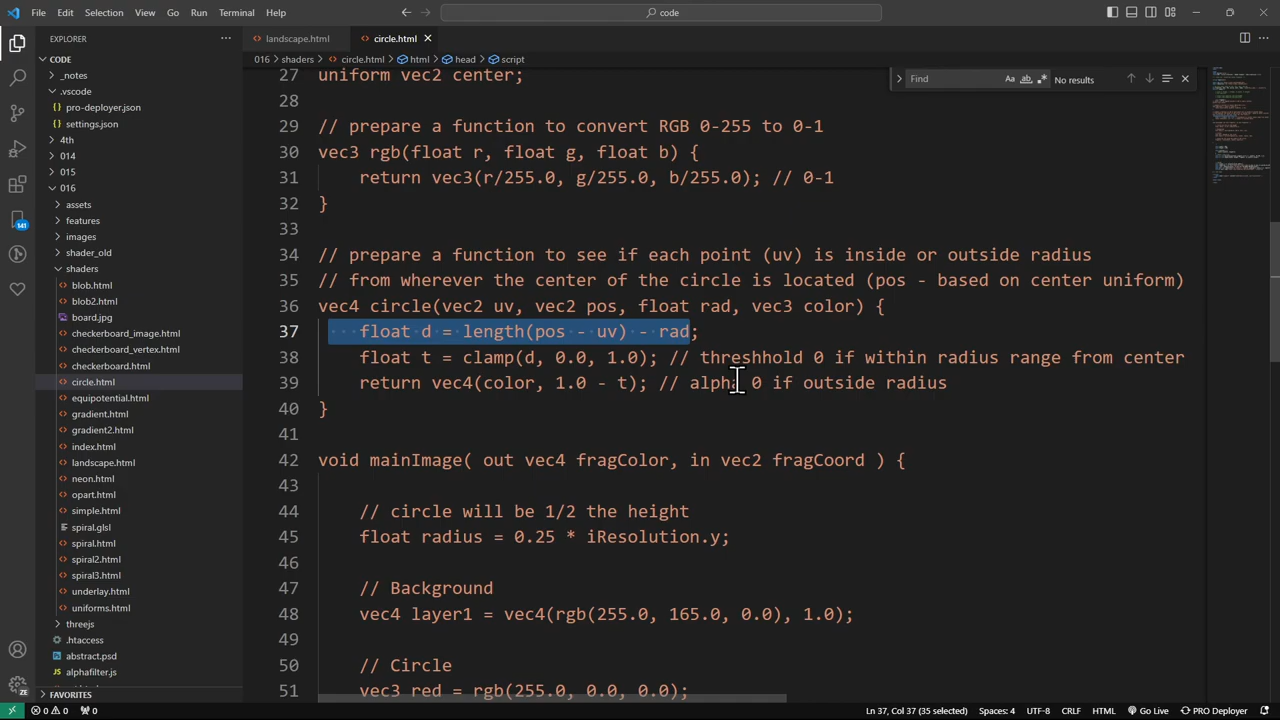 File Edit Selection View Go Run Terminal Help
code
EXPLORER
landscape.html
circle.html
CODE
016 > shaders > circle.html > html > head > script
_notes
.vscode
pro-deployer.json
settings.json
4th
014
015
016
assets
features
images
shader_old
shaders
blob.html
blob2.html
board.jpg
checkerboard_image.html
checkerboard_vertex.html
checkerboard.html
circle.html
equipotential.html
gradient.html
gradient2.html
index.html
landscape.html
neon.html
opart.html
simple.html
spiral.glsl
spiral.html
spiral2.html
spiral3.html
underlay.html
uniforms.html
threejs
.htaccess
abstract.psd
alphafilter.js
FAVORITES
141
ZE
Find
Aa
ab
No results
27 uniform vec2 center;
28
29 // prepare a function to convert RGB 0-255 to 0-1
30 vec3 rgb(float r, float g, float b) {
31 return vec3(r/255.0, g/255.0, b/255.0); // 0-1
32 }
33
34 // prepare a function to see if each point (uv) is inside or outside radius
35 // from wherever the center of the circle is located (pos - based on center uniform)
36 vec4 circle(vec2 uv, vec2 pos, float rad, vec3 color) {
37 float d = length(pos - uv) - rad;
38 float t = clamp(d, 0.0, 1.0); // threshhold 0 if within radius range from center
39 return vec4(color, 1.0 - t); // alpha 0 if outside radius
40 }
41
42 void mainImage( out vec4 fragColor, in vec2 fragCoord ) {
43
44 // circle will be 1/2 the height
45 float radius = 0.25 * iResolution.y;
46
47 // Background
48 vec4 layer1 = vec4(rgb(255.0, 165.0, 0.0), 1.0);
49
50 // Circle
51 vec3 red = rgb(255.0, 0.0, 0.0);
0 0 0 Ln 37, Col 37 (35 selected) Spaces: 4 UTF-8 CRLF HTML Go Live PRO Deployer